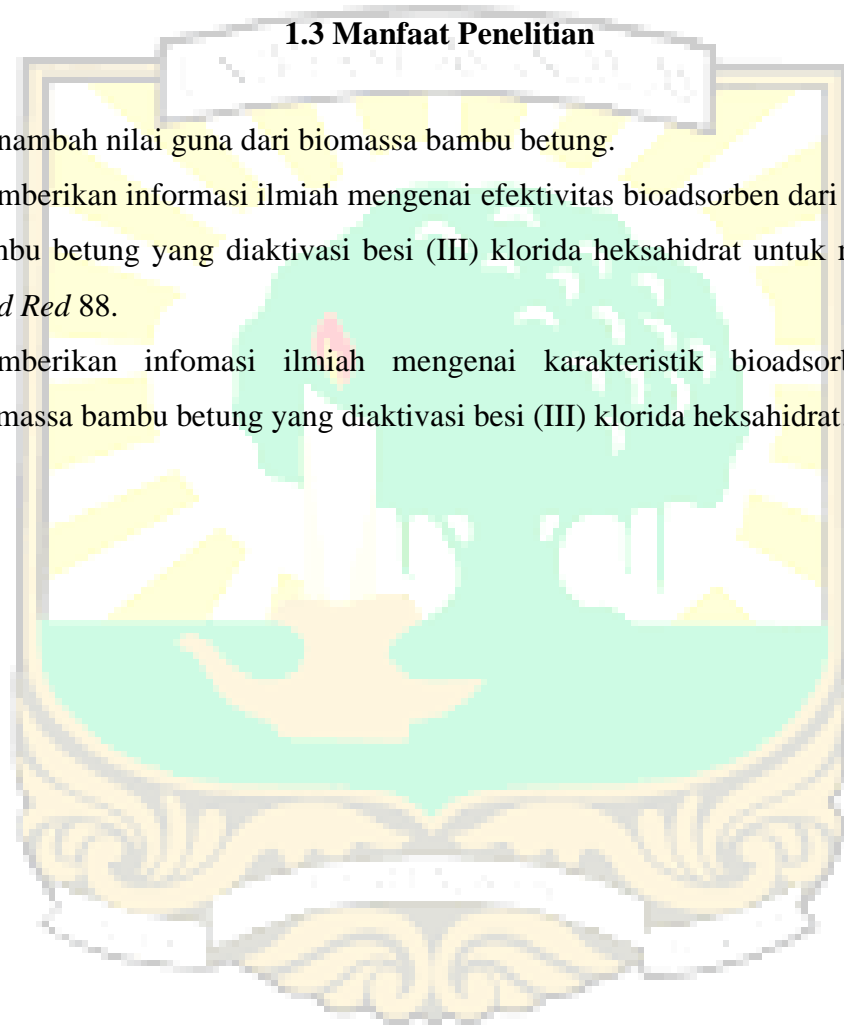 1.3 Manfaat Penelitian
nambah nilai guna dari biomassa bambu betung.
mberikan informasi ilmiah mengenai efektivitas bioadsorben dari
bu betung yang diaktivasi besi (III) klorida heksahidrat untuk
d Red 88.
mberikan infomasi ilmiah mengenai karakteristik bioadsor
massa bambu betung yang diaktivasi besi (III) klorida heksahidrat